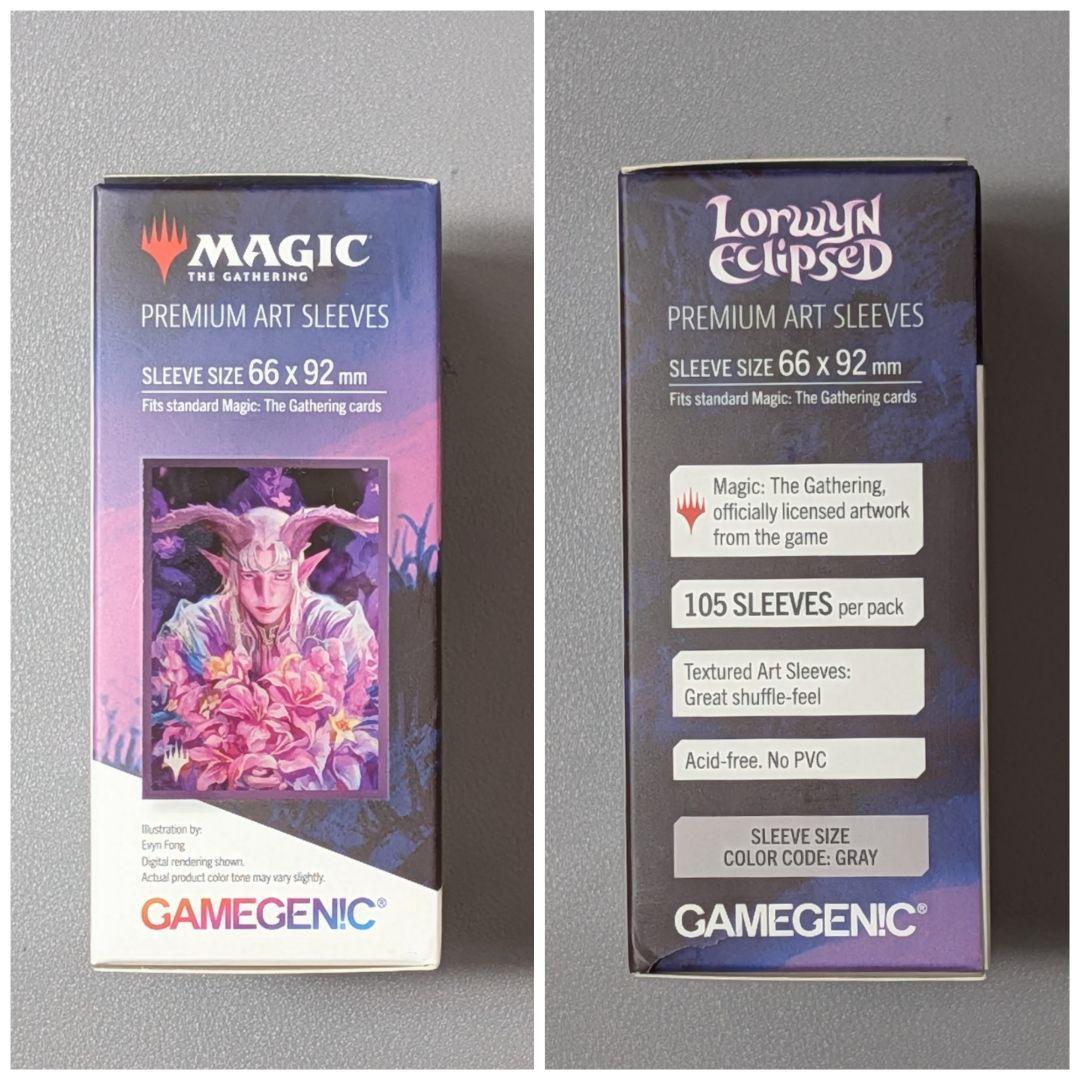 MAGIC
THE GATHERING
PREMIUM ART SLEEVES
SLEEVE SIZE 66 x 92 mm
Fits standard Magic: The Gathering cards
Illustration by:
Evyn Fong
Digital rendering shown.
Actual product color tone may vary slightly.
GAMEGEN!C®
Lorwyn
Eclipsed
PREMIUM ART SLEEVES
SLEEVE SIZE 66 x 92 mm
Fits standard Magic: The Gathering cards
Magic: The Gathering,
officially licensed artwork
from the game
105 SLEEVES per pack
Textured Art Sleeves:
Great shuffle-feel
Acid-free. No PVC
SLEEVE SIZE
COLOR CODE: GRAY
GAMEGEN!C®